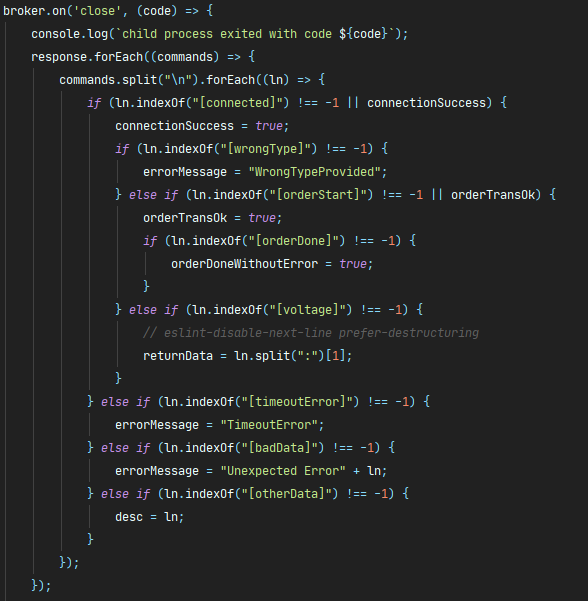 broker.on('close', (code) => {
    console.log(`child process exited with code ${code}`);
    response.forEach((commands) => {
        commands.split("\n").forEach((ln) => {
            if (ln.indexOf("[connected]") !== -1 || connectionSuccess) {
                connectionSuccess = true;
                if (ln.indexOf("[wrongType]") !== -1) {
                    errorMessage = "WrongTypeProvided";
                } else if (ln.indexOf("[orderStart]") !== -1 || orderTransOk) {
                    orderTransOk = true;
                    if (ln.indexOf("[orderDone]") !== -1) {
                        orderDoneWithoutError = true;
                    }
                } else if (ln.indexOf("[voltage]") !== -1) {
                    // eslint-disable-next-line prefer-destructuring
                    returnData = ln.split(":")[1];
                }
            } else if (ln.indexOf("[timeoutError]") !== -1) {
                errorMessage = "TimeoutError";
            } else if (ln.indexOf("[badData]") !== -1) {
                errorMessage = "Unexpected Error" + ln;
            } else if (ln.indexOf("[otherData]") !== -1) {
                desc = ln;
            }
        });
    });